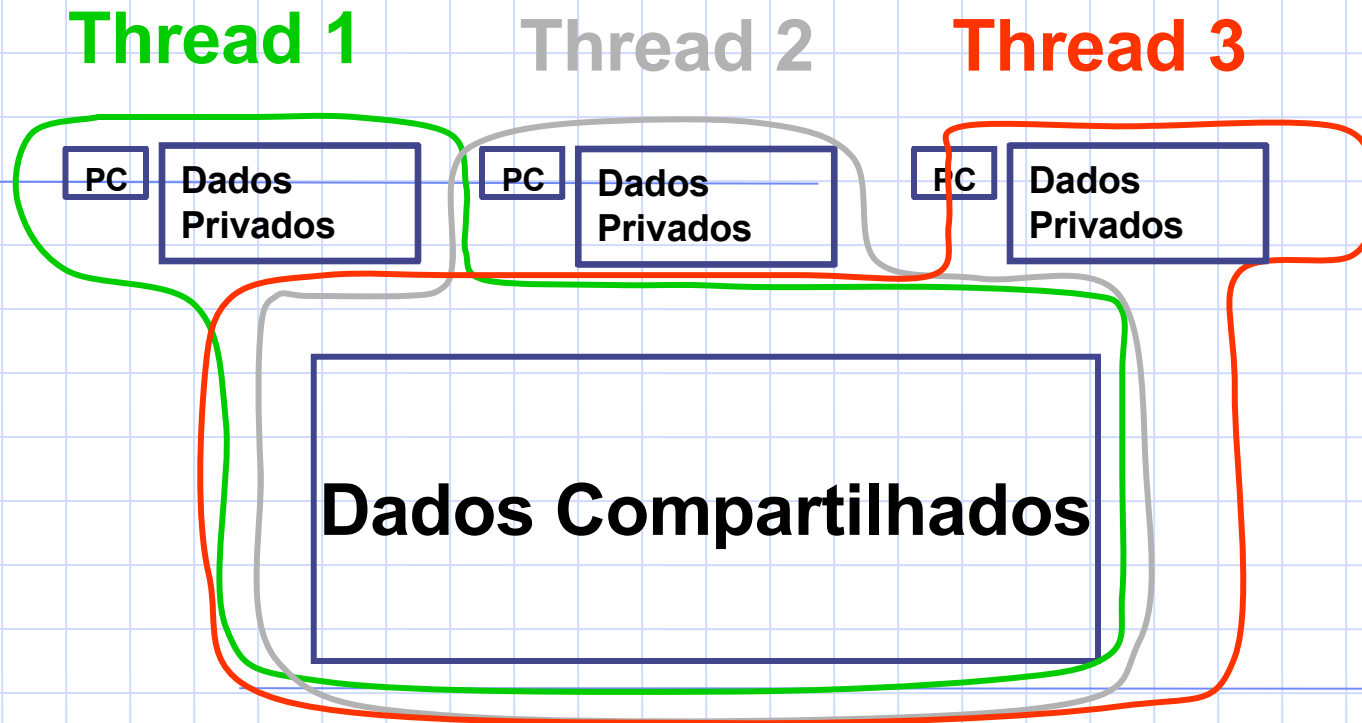 Thread 1
Thread 2
Thread 3
PC
Dados
Privados
PC
Dados
Privados
PC
Dados
Privados
Dados Compartilhados